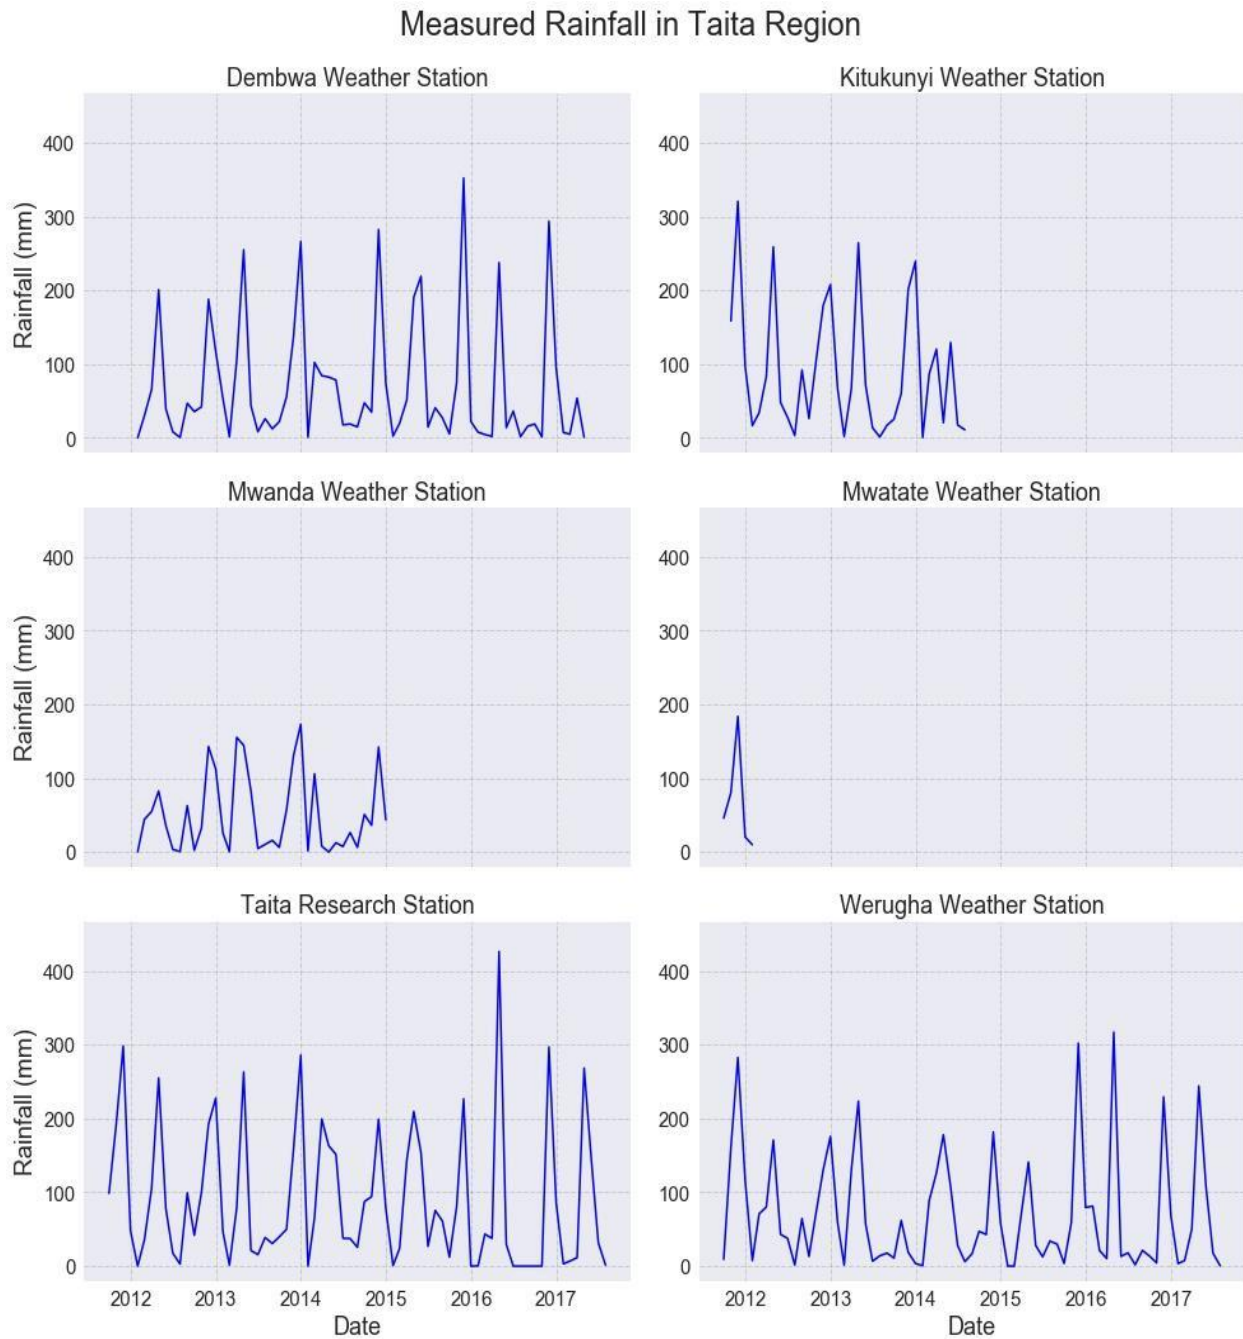 Measured Rainfall in Taita Region
Dembwa Weather Station
Kitukunyi Weather Station
400
300
200
100
0
Rainfall (mm)
400
300
200
100
0
Mwanda Weather Station
Mwatate Weather Station
400
300
200
100
0
Rainfall (mm)
400
300
200
100
0
Taita Research Station
Werugha Weather Station
400
300
200
100
0
Rainfall (mm)
400
300
200
100
0
2012 2013 2014 2015 2016 2017
Date
2012 2013 2014 2015 2016 2017
Date